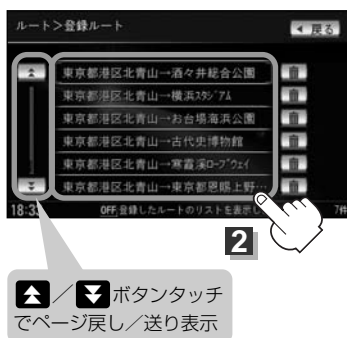 ルート＞登録ルート
戻る
東京都港区北青山→酒々井総合公園
東京都港区北青山→横浜ｽﾀｼﾞｱﾑ
東京都港区北青山→お台場海浜公園
東京都港区北青山→古代史博物館
東京都港区北青山→寒霞渓ﾛｰﾌﾟｳｪｲ
東京都港区北青山→東京都恩賜上野…
18:3
OFF:登録したルートのリストを表示し
7件
2
／ ボタンタッチ
でページ戻し／送り表示